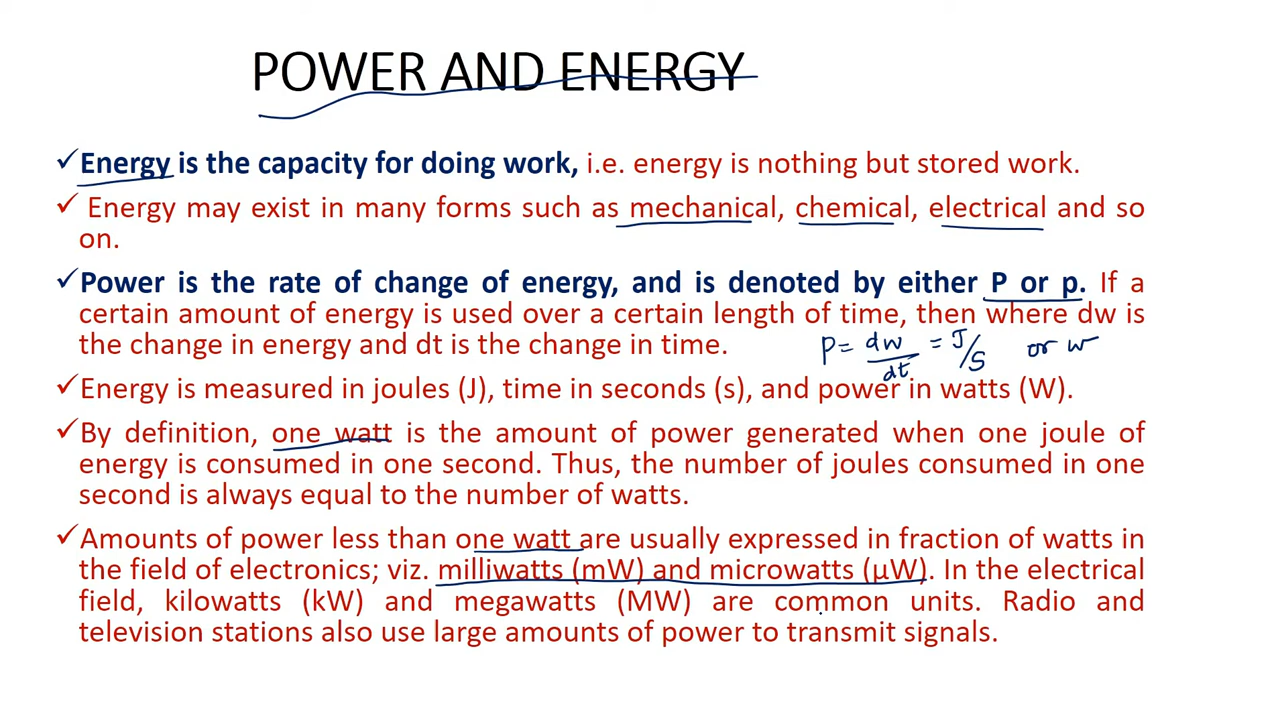 POWER AND ENERGY
✓Energy is the capacity for doing work, i.e. energy is nothing but stored work.
✓ Energy may exist in many forms such as mechanical, chemical, electrical and so
on.
✓Power is the rate of change of energy, and is denoted by either P or p. If a
certain amount of energy is used over a certain length of time, then where dw is
the change in energy and dt is the change in time.
P = dw/dt = J/S or w
✓Energy is measured in joules (J), time in seconds (s), and power in watts (W).
✓By definition, one watt is the amount of power generated when one joule of
energy is consumed in one second. Thus, the number of joules consumed in one
second is always equal to the number of watts.
✓Amounts of power less than one watt are usually expressed in fraction of watts in
the field of electronics; viz. milliwatts (mW) and microwatts (μW). In the electrical
field, kilowatts (kW) and megawatts (MW) are common units. Radio and
television stations also use large amounts of power to transmit signals.